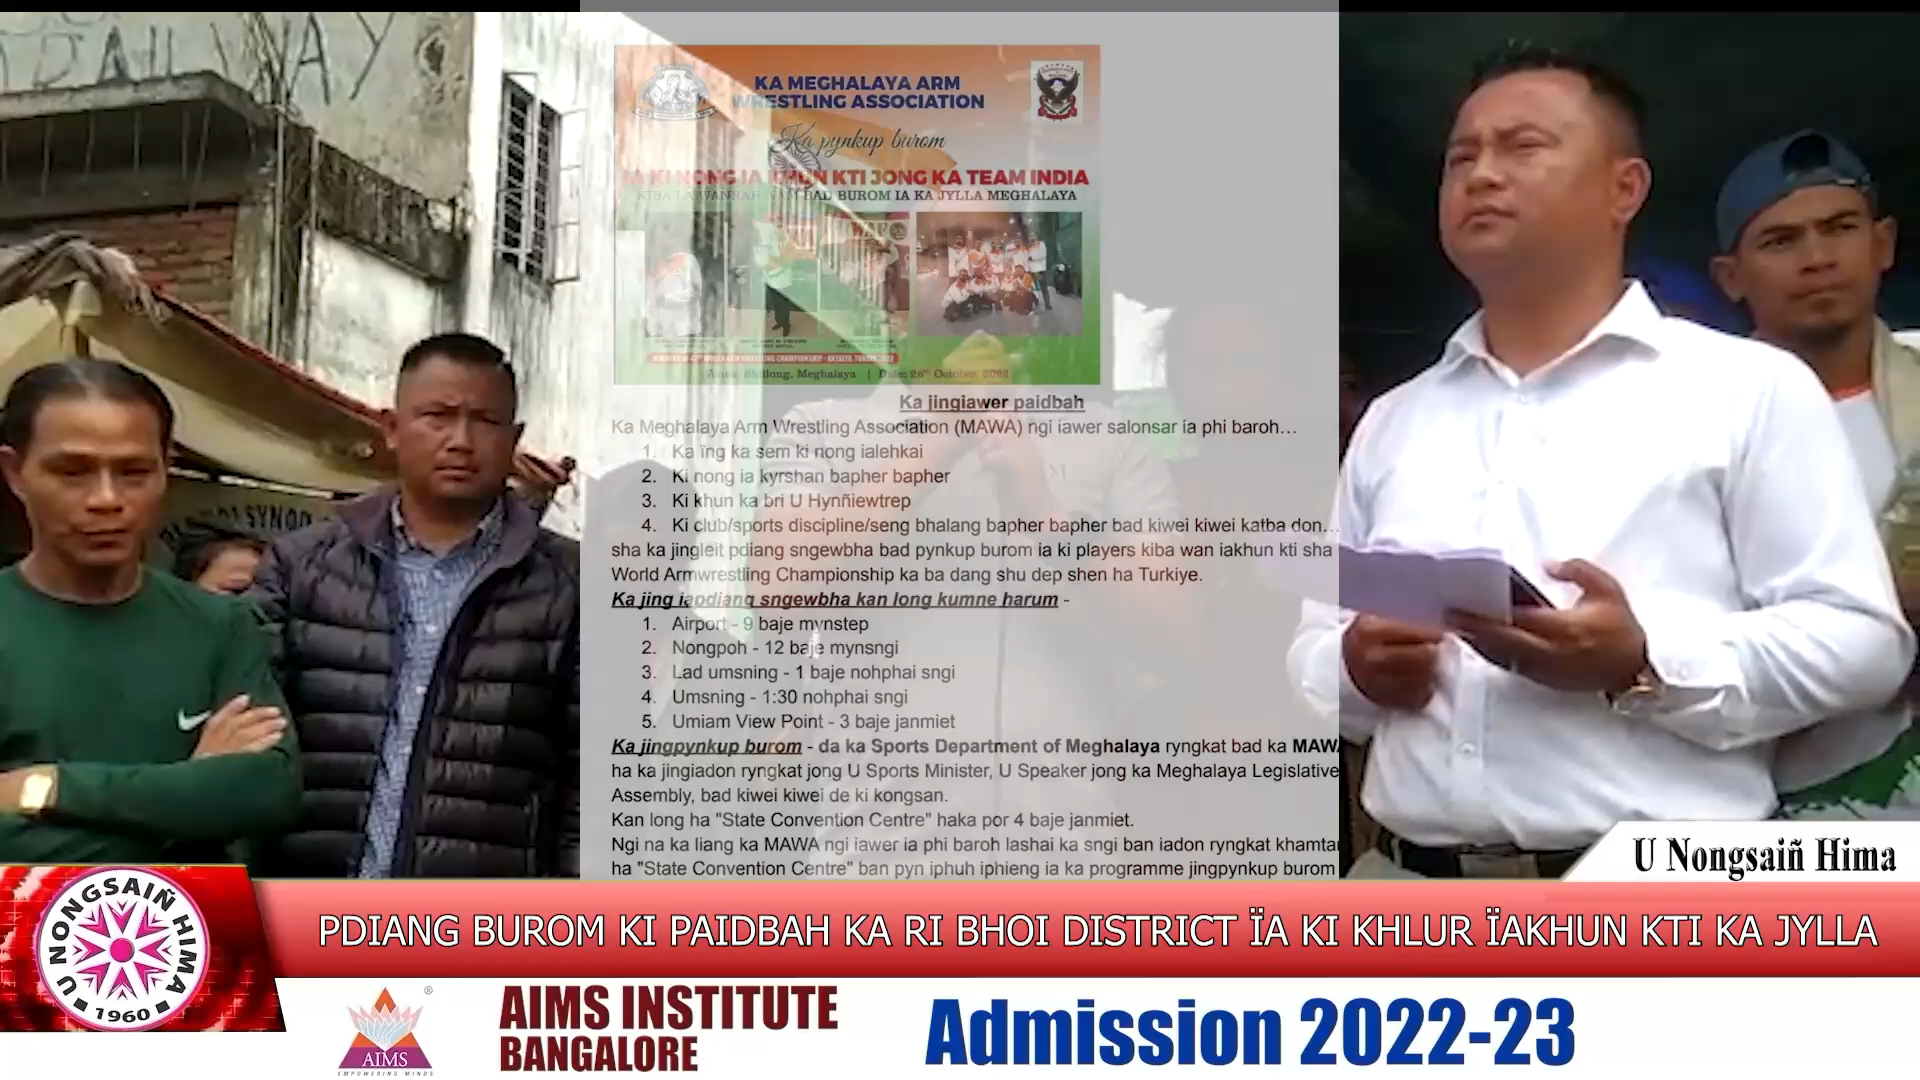 RAILWAY
KA MEGHALAYA ARM
WRESTLING ASSOCIATION
Ka pynkup burom
IA KI NONG IA KHUN KTI JONG KA TEAM INDIA
BAD BUROM IA KA JYLLA MEGHALAYA
Shillong, Meghalaya | Date: 26th October, 2022
Ka jingiawer paidbah
Ka Meghalaya Arm Wrestling Association (MAWA) ngi iawer salonsar ia phi baroh…
1. Ka ïng ka sem ki nong ialehkai
2. Ki nong ia kyrshan bapher bapher
3. Ki khun ka bri U Hynñiewtrep
4. Ki club/sports discipline/seng bhalang bapher bapher bad kiwei kiwei katba don…
sha ka jingleit pdiang sngewbha bad pynkup burom ia ki players kiba wan iakhun kti sha
World Armwrestling Championship ka ba dang shu dep shen ha Turkiye.
Ka jing iapdiang sngewbha kan long kumne harum -
1. Airport - 9 baje mynstep
2. Nongpoh - 12 baje mynsngi
3. Lad umsning - 1 baje nohphai sngi
4. Umsning - 1:30 nohphai sngi
5. Umiam View Point - 3 baje janmiet
Ka jingpynkup burom - da ka Sports Department of Meghalaya ryngkat bad ka MAWA
ha ka jingiadon ryngkat jong U Sports Minister, U Speaker jong ka Meghalaya Legislative
Assembly, bad kiwei kiwei de ki kongsan.
Kan long ha "State Convention Centre" haka por 4 baje janmiet.
Ngi na ka liang ka MAWA ngi iawer ia phi baroh lashai ka sngi ban iadon ryngkat khamtam
ha "State Convention Centre" ban pyn iphuh iphieng ia ka programme jingpynkup burom
SYNOD
U Nongsaiñ Hima
U NONGSAIÑ HIMA
1960
PDIANG BUROM KI PAIDBAH KA RI BHOI DISTRICT ÏA KI KHLUR ÏAKHUN KTI KA JYLLA
AIMS
EMPOWERING MINDS
AIMS INSTITUTE
BANGALORE
Admission 2022-23